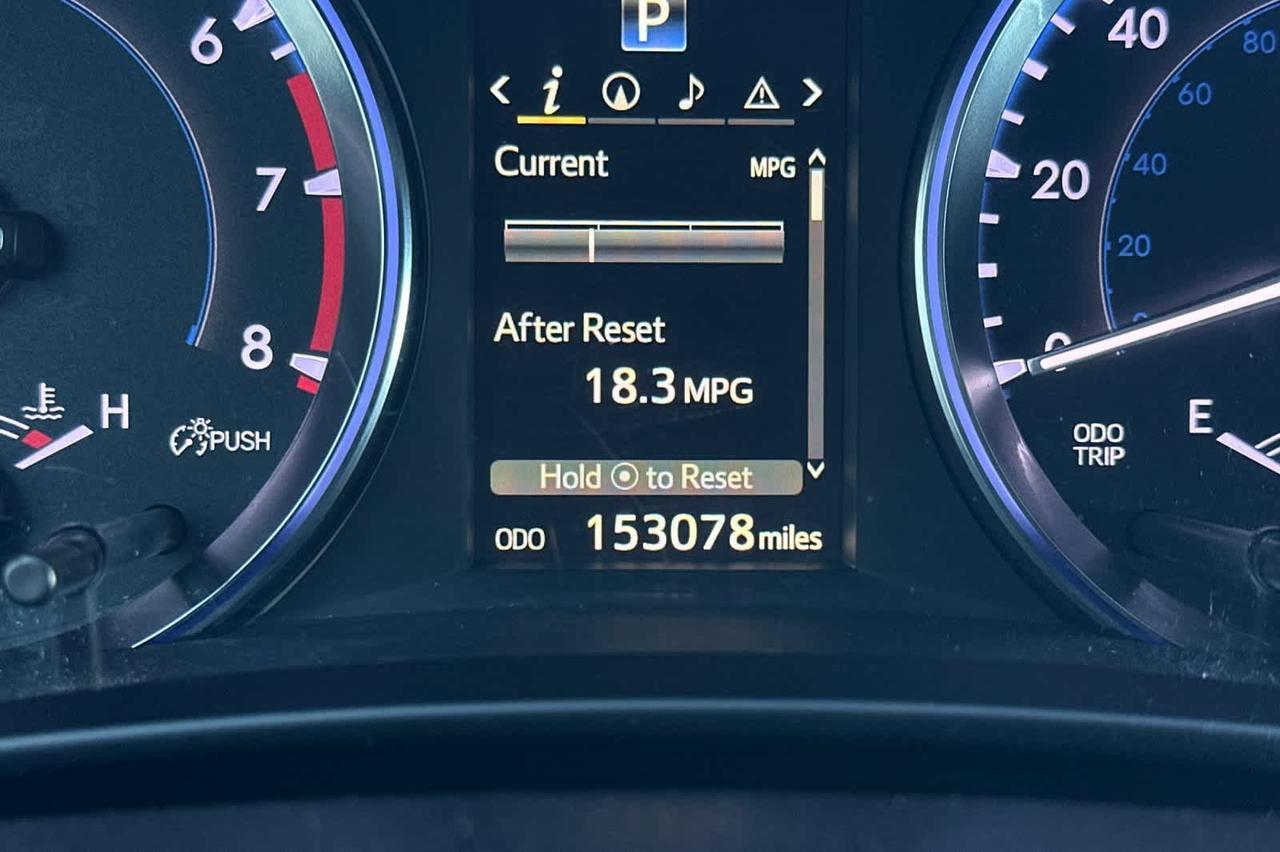 P
6
7
8
H
PUSH
Current MPG
After Reset
18.3 MPG
Hold to Reset
ODO 153078 miles
40
20
0
80
60
40
20
ODO
TRIP
E